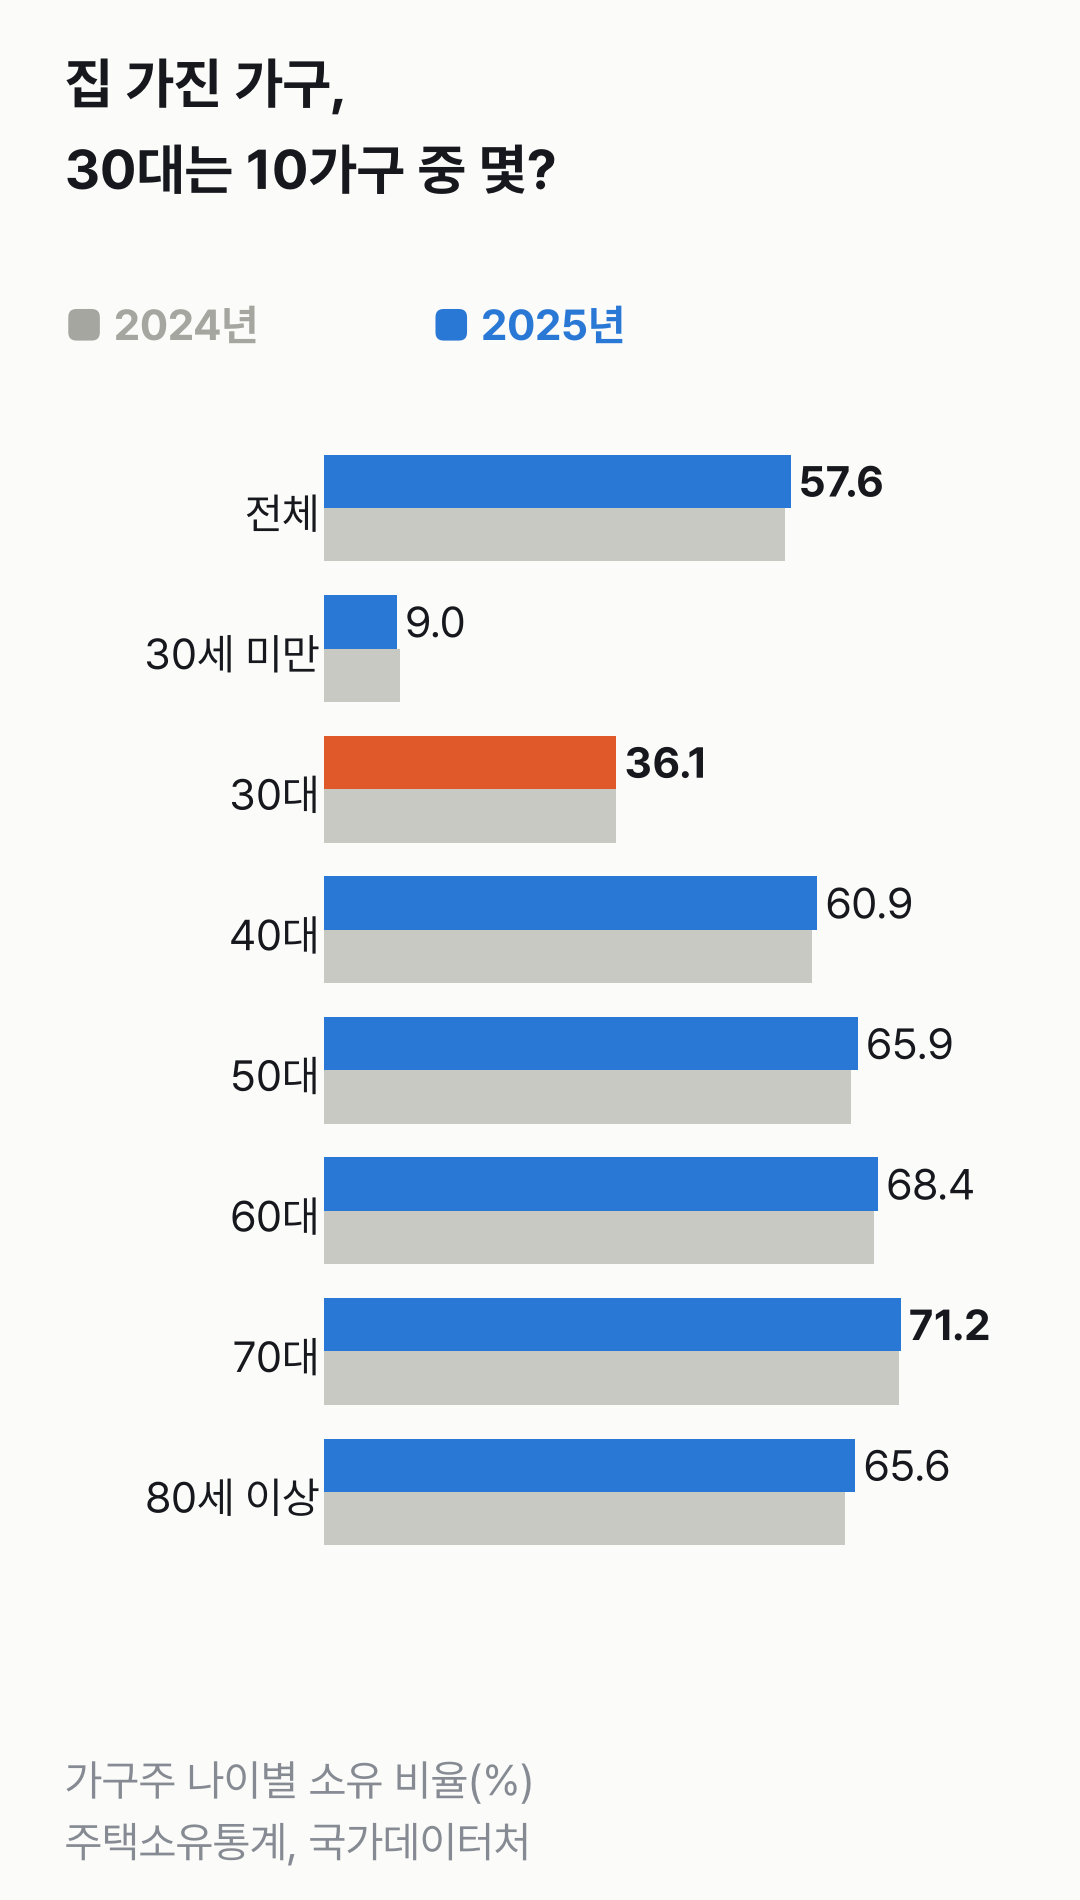 집 가진 가구,
30대는 10가구 중 몇?
2024년
2025년
전체 57.6
30세 미만 9.0
30대 36.1
40대 60.9
50대 65.9
60대 68.4
70대 71.2
80세 이상 65.6
가구주 나이별 소유 비율(%)
주택소유통계, 국가데이터처